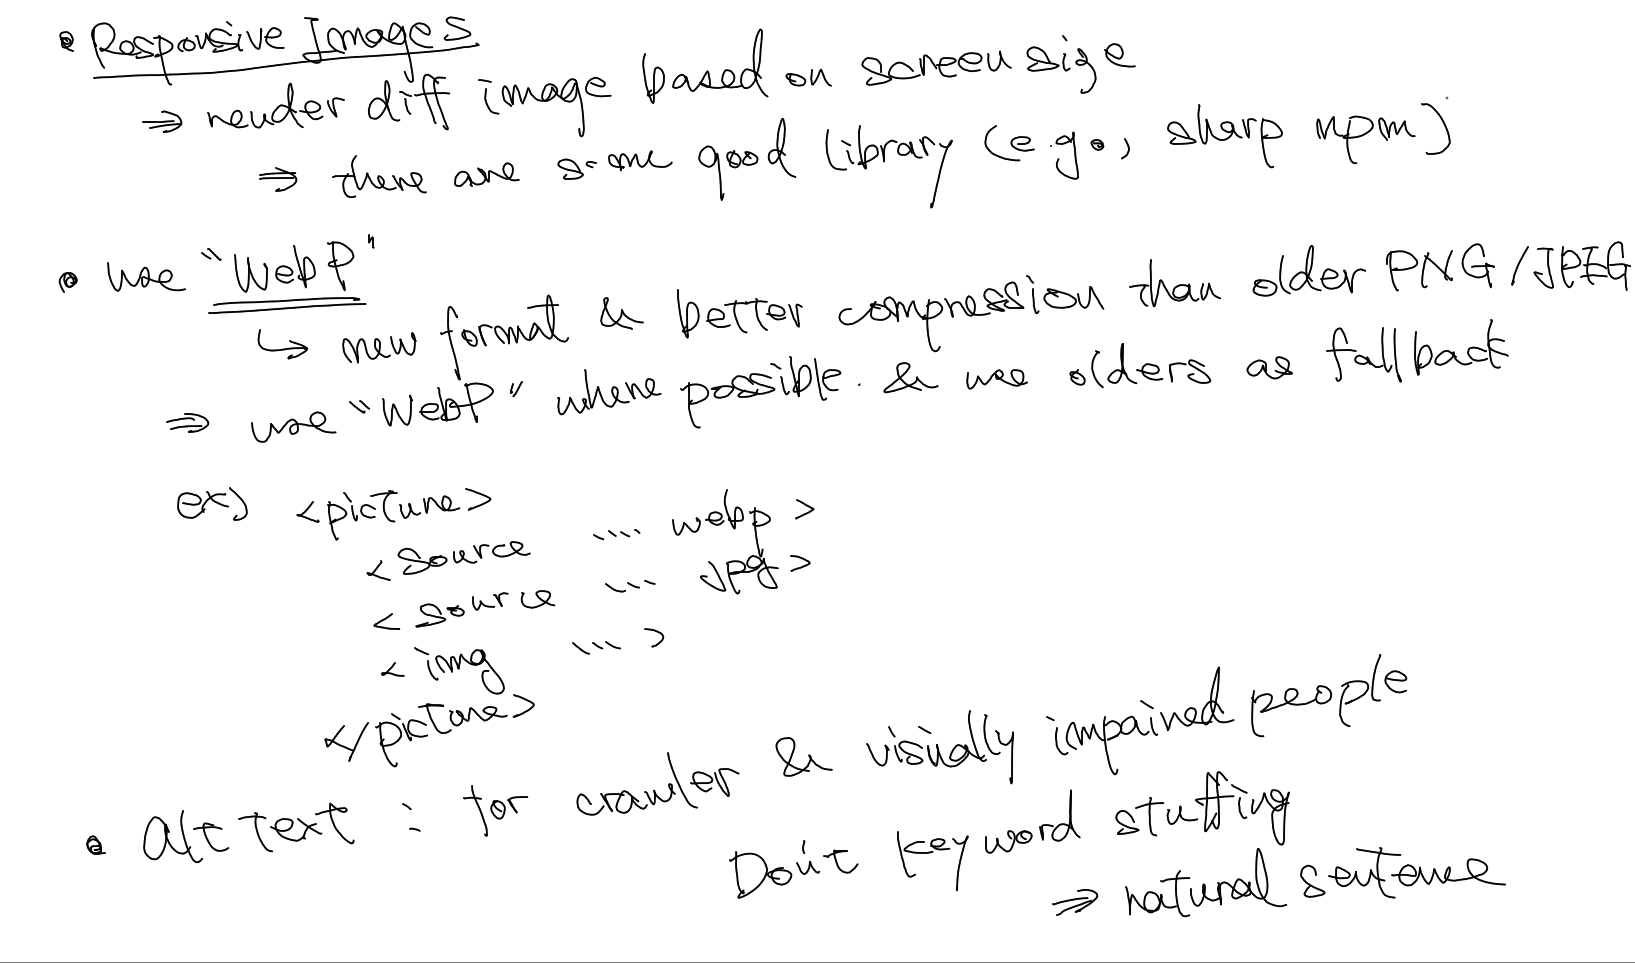 • Responsive Images
⇒ render diff image based on screen size
⇒ there are some good library (e.g., sharp npm)
• use "WebP"
↳ new format & better compression than older PNG/JPEG
⇒ use "WebP" where possible. & use olders as fallback
ex) <picture>
<source .... webp >
<source ... jpg>
<img ... >
</picture>
• alt text : for crawler & visually impaired people
Don't keyword stuffing
⇒ natural sentence